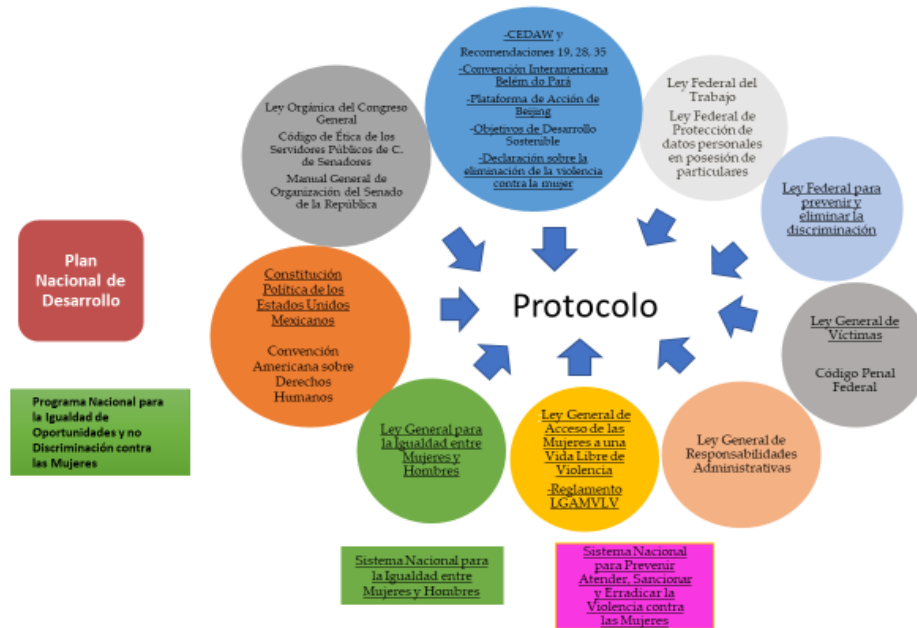 -CEDAW y
Recomendaciones 19, 28, 35
-Convención Interamericana
Belém do Pará
-Plataforma de Acción de
Beijing
-Objetivos de Desarrollo
Sostenible
-Declaración sobre la
eliminación de la violencia
contra la mujer
Ley Orgánica del Congreso
General
Código de Ética de los
Servidores Públicos de C.
de Senadores
Manual General de
Organización del Senado
de la República
Ley Federal del
Trabajo
Ley Federal de
Protección de
datos personales
en posesión de
particulares
Ley Federal para
prevenir y
eliminar la
discriminación
Plan
Nacional de
Desarrollo
Constitución
Política de los
Estados Unidos
Mexicanos
Convención
Americana sobre
Derechos
Humanos
Protocolo
Ley General de
Víctimas
Código Penal
Federal
Programa Nacional para
la Igualdad de
Oportunidades y no
Discriminación contra
las Mujeres
Ley General para
la Igualdad entre
Mujeres y
Hombres
-Ley General de
Acceso de las
Mujeres a una
Vida Libre de
Violencia
-Reglamento
LGAMVLV
Ley General de
Responsabilidades
Administrativas
Sistema Nacional para
la Igualdad entre
Mujeres y Hombres
Sistema Nacional
para Prevenir
Atender, Sancionar
y Erradicar la
Violencia contra
las Mujeres